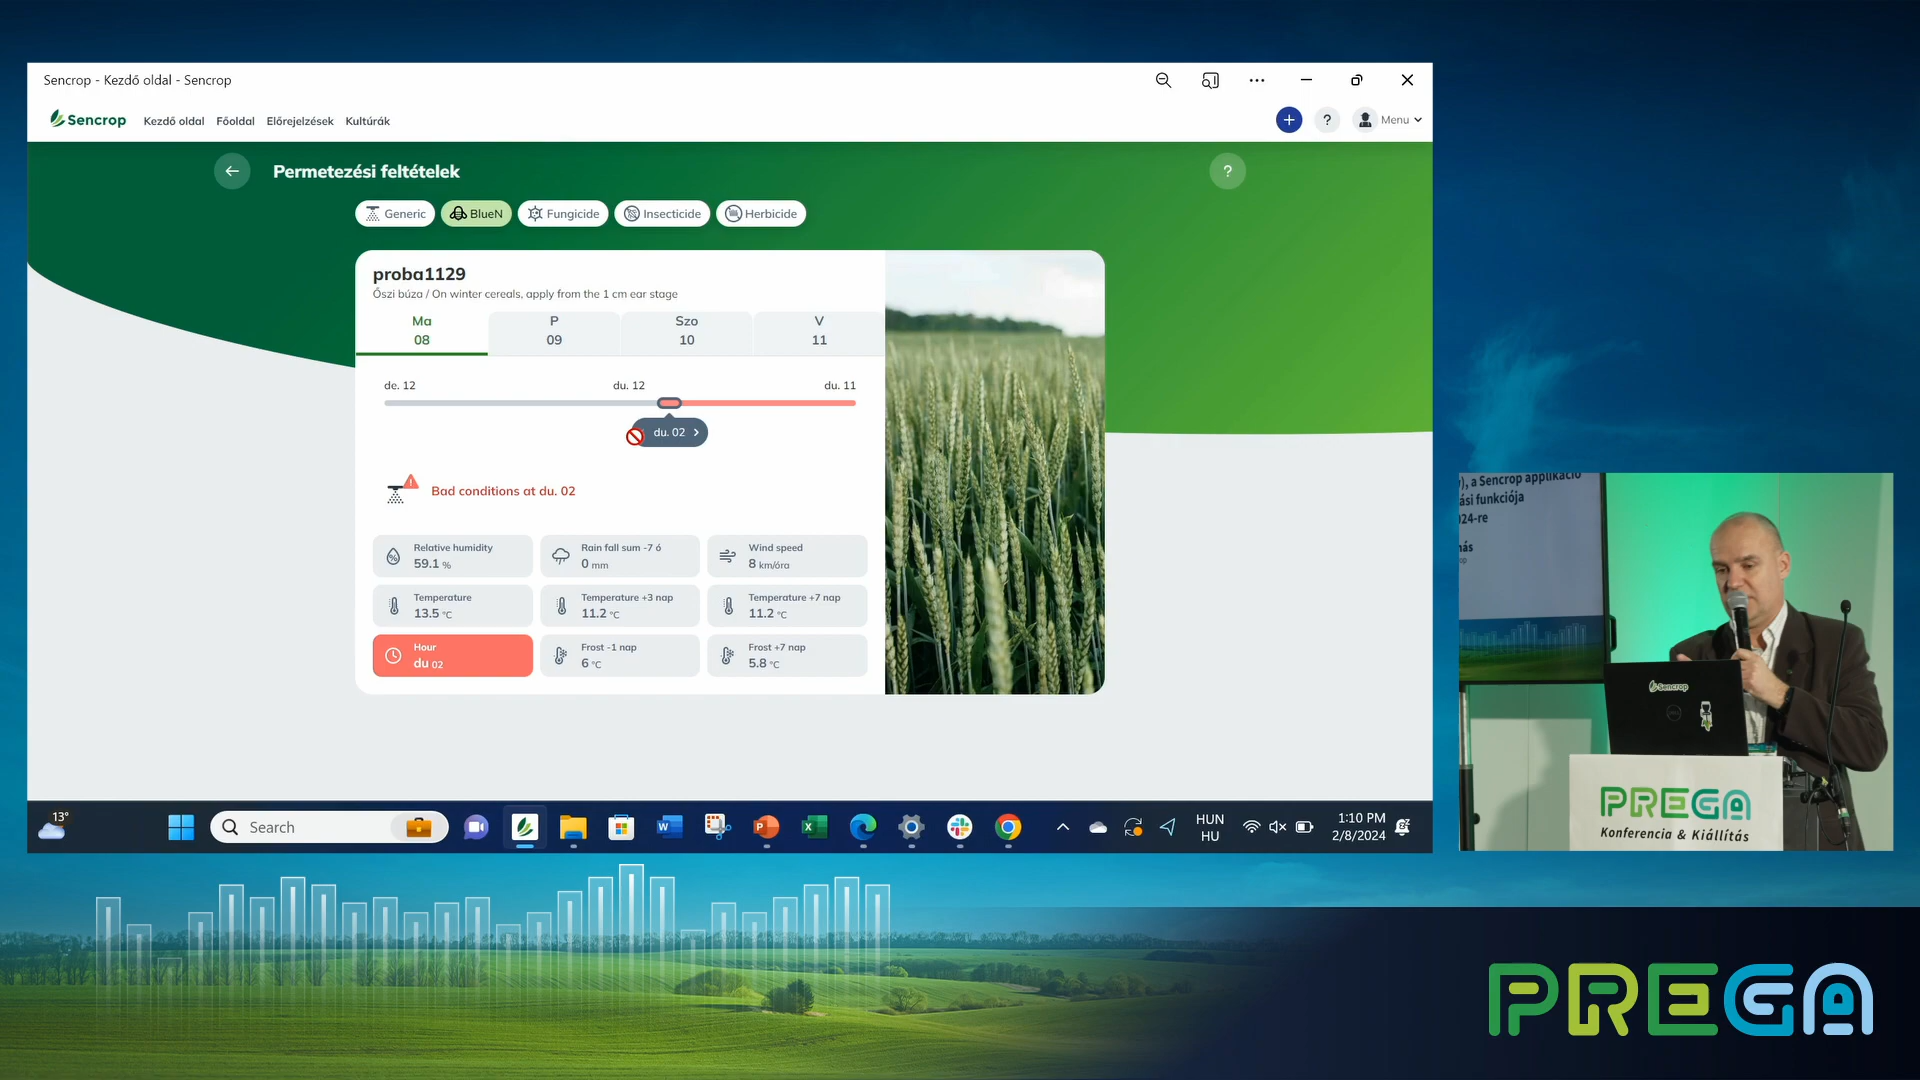 Sencrop - Kezdő oldal - Sencrop
Sencrop Kezdő oldal Főoldal Előrejelzések Kultúrák
+ ? Menu
Permetezési feltételek ?
Generic BlueN Fungicide Insecticide Herbicide
proba1129
Őszi búza / On winter cereals, apply from the 1 cm ear stage
Ma P Szo V
08 09 10 11
de. 12 du. 12 du. 11
du. 02
Bad conditions at du. 02
Relative humidity
59.1 %
Rain fall sum -7 ó
0 mm
Wind speed
8 km/óra
Temperature
13.5 °C
Temperature +3 nap
11.2 °C
Temperature +7 nap
11.2 °C
Hour
du 02
Frost -1 nap
6 °C
Frost +7 nap
5.8 °C
13°
Search
HUN
HU
1:10 PM
2/8/2024
), a Sencrop applikáció
ási funkciója
024-re
más
Sencrop
PREGA
Konferencia & Kiállítás
PREGA